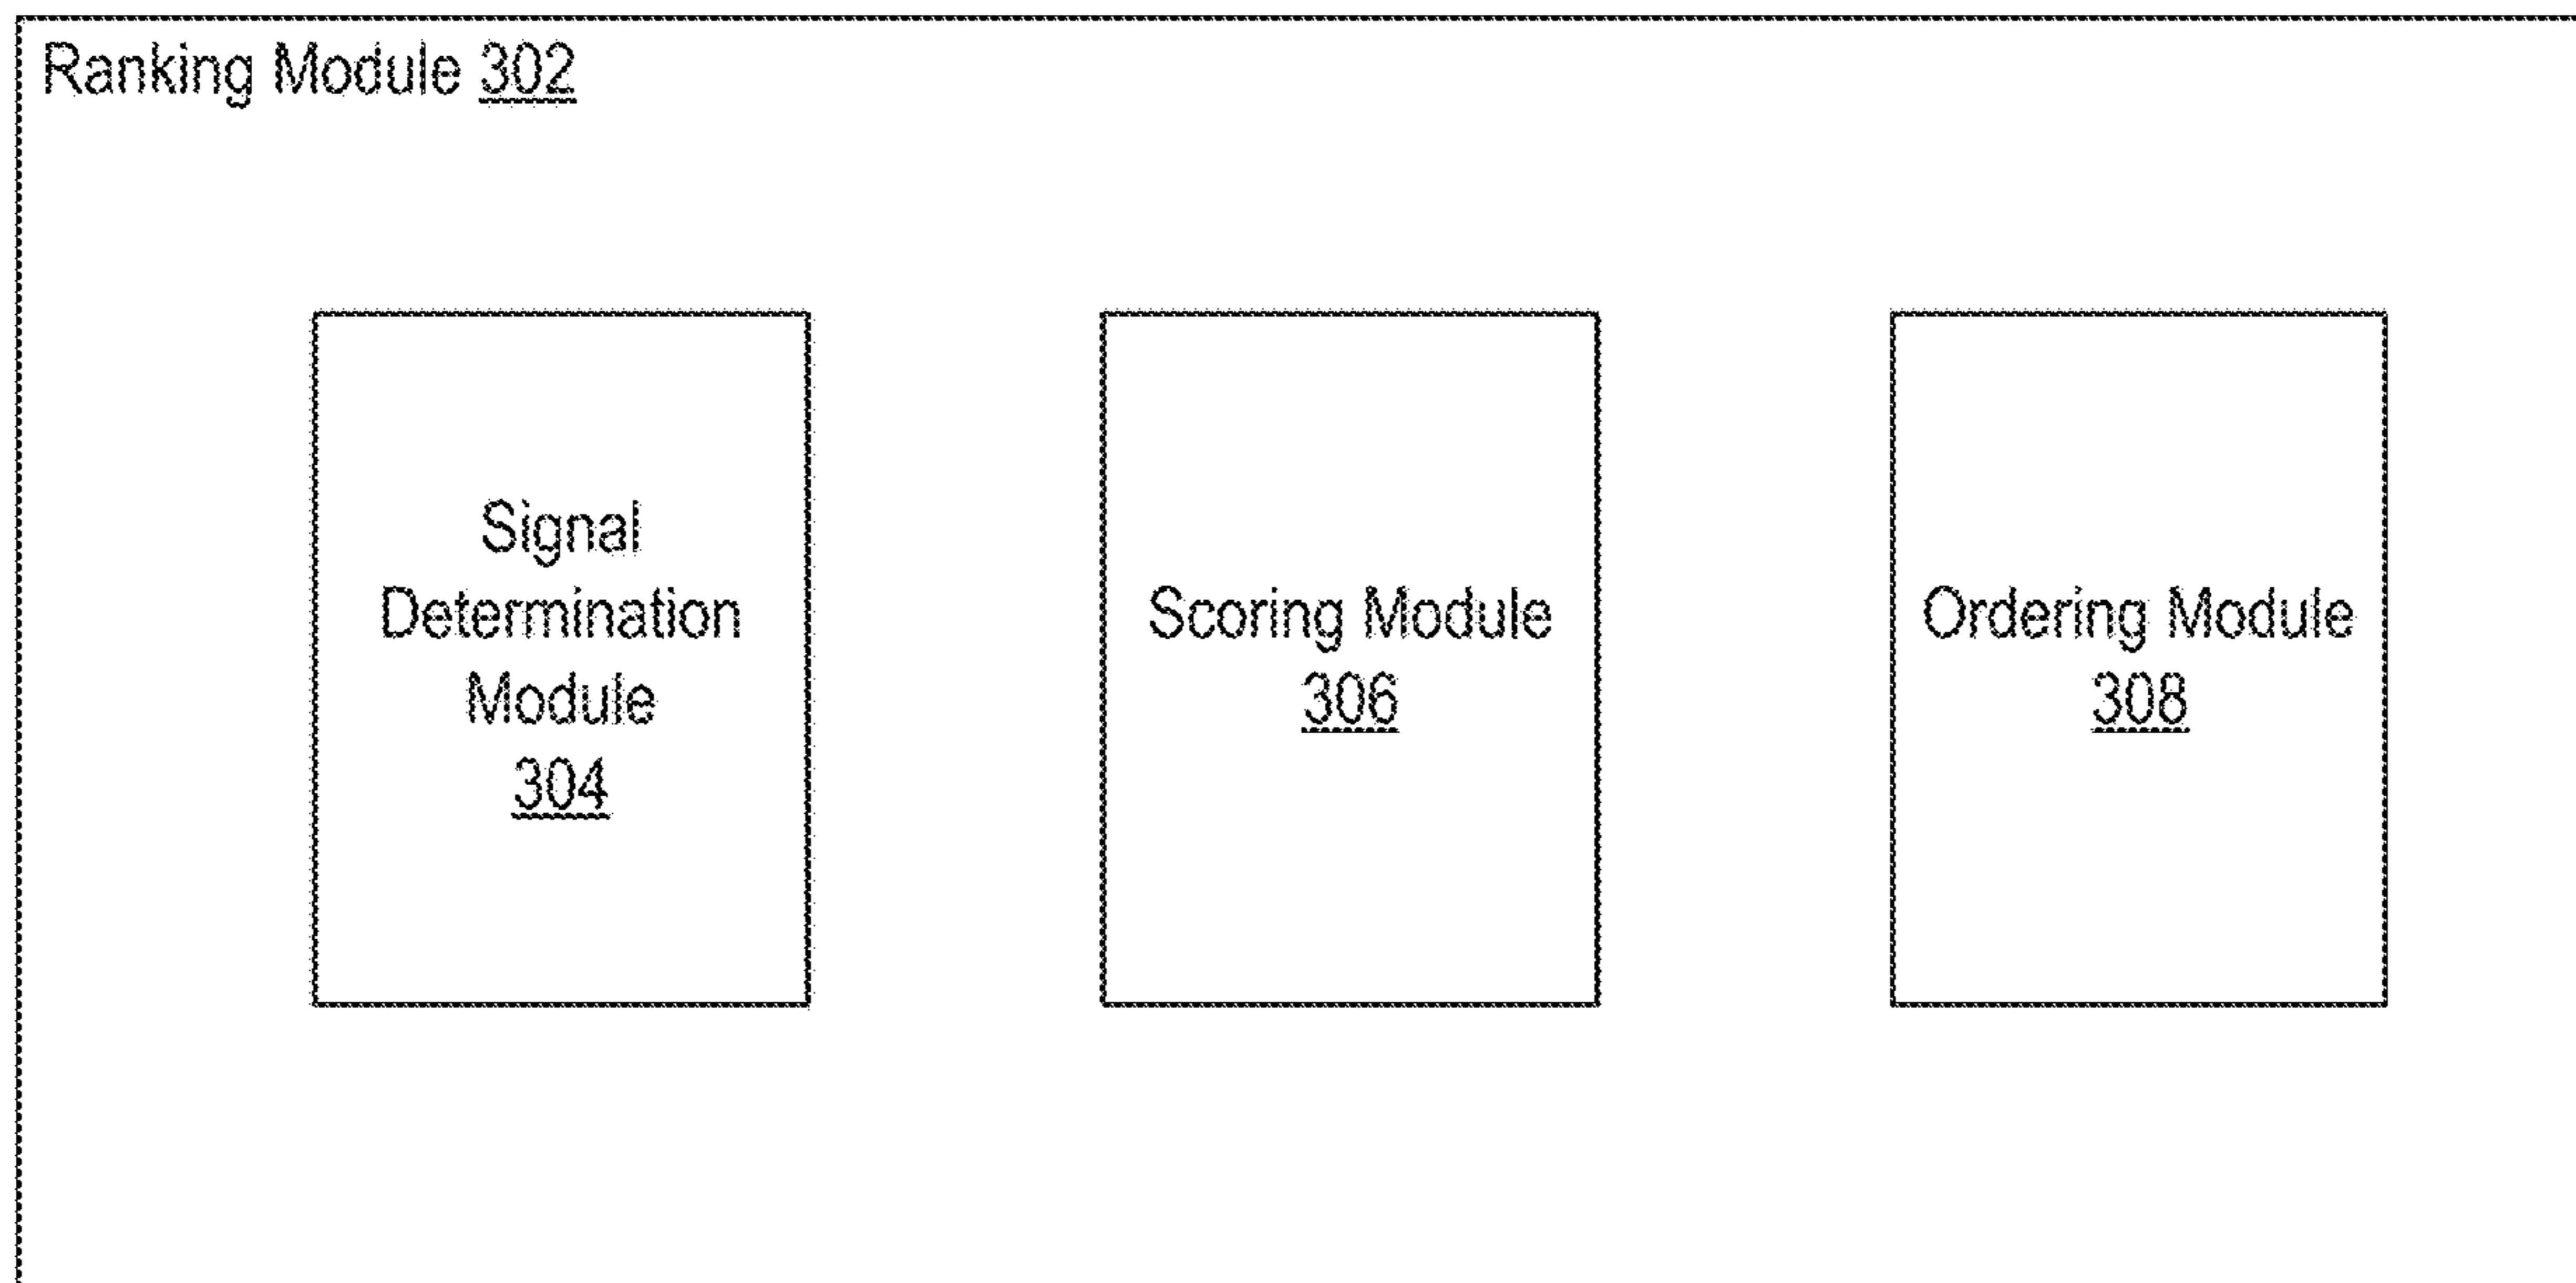 Ranking Module 302
Signal
Determination
Module
304
Scoring Module
306
Ordering Module
308